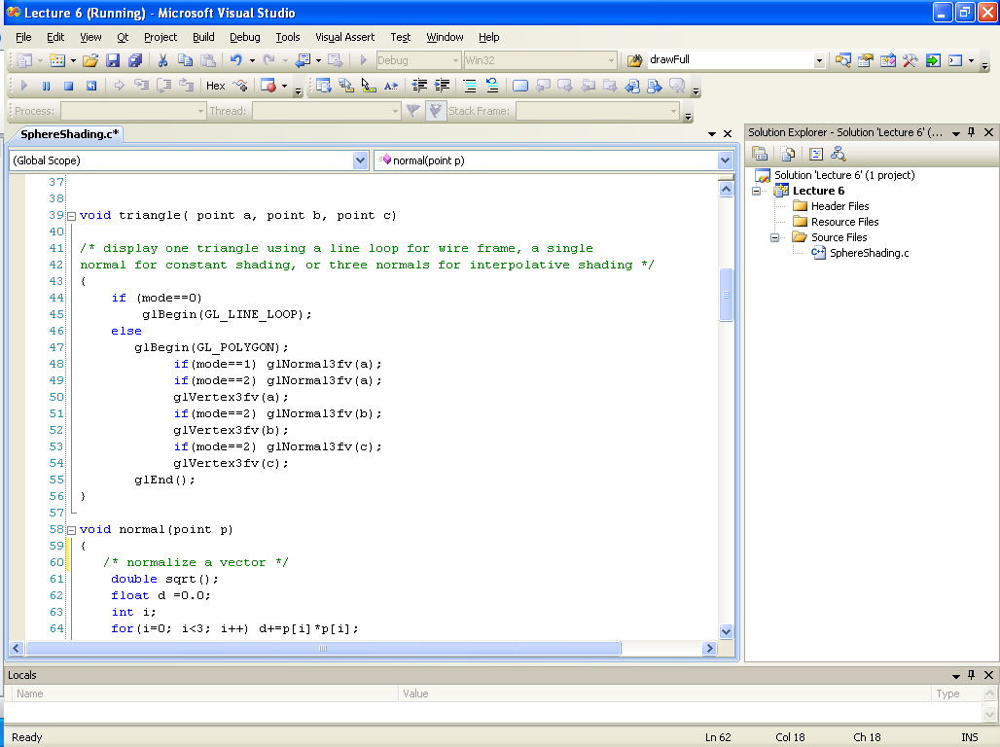 Lecture 6 (Running) - Microsoft Visual Studio
File Edit View Qt Project Build Debug Tools Visual Assert Test Window Help
Debug Win32 drawFull
Hex
Process: Thread: Stack Frame:
SphereShading.c*
(Global Scope) normal(point p)
37
38
39 void triangle( point a, point b, point c)
40
41 /* display one triangle using a line loop for wire frame, a single
42 normal for constant shading, or three normals for interpolative shading */
43 {
44 if (mode==0)
45 glBegin(GL_LINE_LOOP);
46 else
47 glBegin(GL_POLYGON);
48 if(mode==1) glNormal3fv(a);
49 if(mode==2) glNormal3fv(a);
50 glVertex3fv(a);
51 if(mode==2) glNormal3fv(b);
52 glVertex3fv(b);
53 if(mode==2) glNormal3fv(c);
54 glVertex3fv(c);
55 glEnd();
56 }
57
58 void normal(point p)
59 {
60 /* normalize a vector */
61 double sqrt();
62 float d =0.0;
63 int i;
64 for(i=0; i<3; i++) d+=p[i]*p[i];
Solution Explorer - Solution 'Lecture 6' (...
Solution 'Lecture 6' (1 project)
Lecture 6
Header Files
Resource Files
Source Files
SphereShading.c
Locals
Name Value Type
Ready Ln 62 Col 18 Ch 18 INS